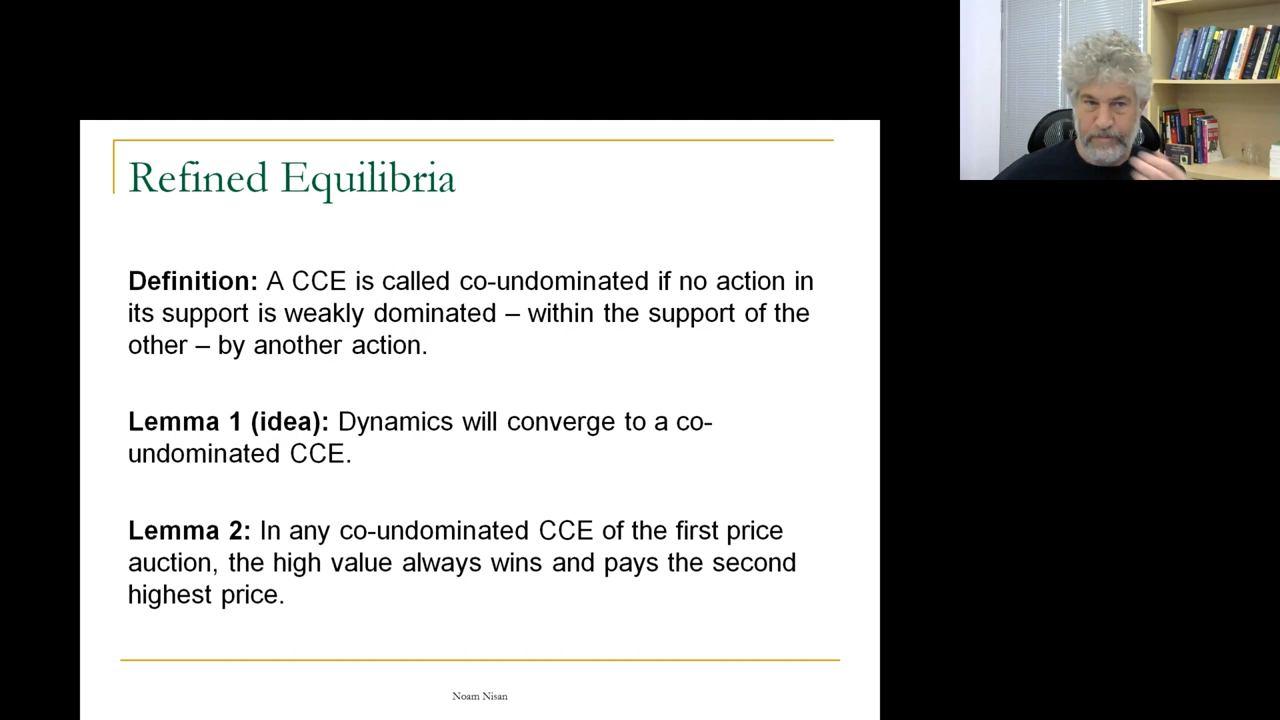 Refined Equilibria
Definition: A CCE is called co-undominated if no action in
its support is weakly dominated – within the support of the
other – by another action.
Lemma 1 (idea): Dynamics will converge to a co-
undominated CCE.
Lemma 2: In any co-undominated CCE of the first price
auction, the high value always wins and pays the second
highest price.
Noam Nisan